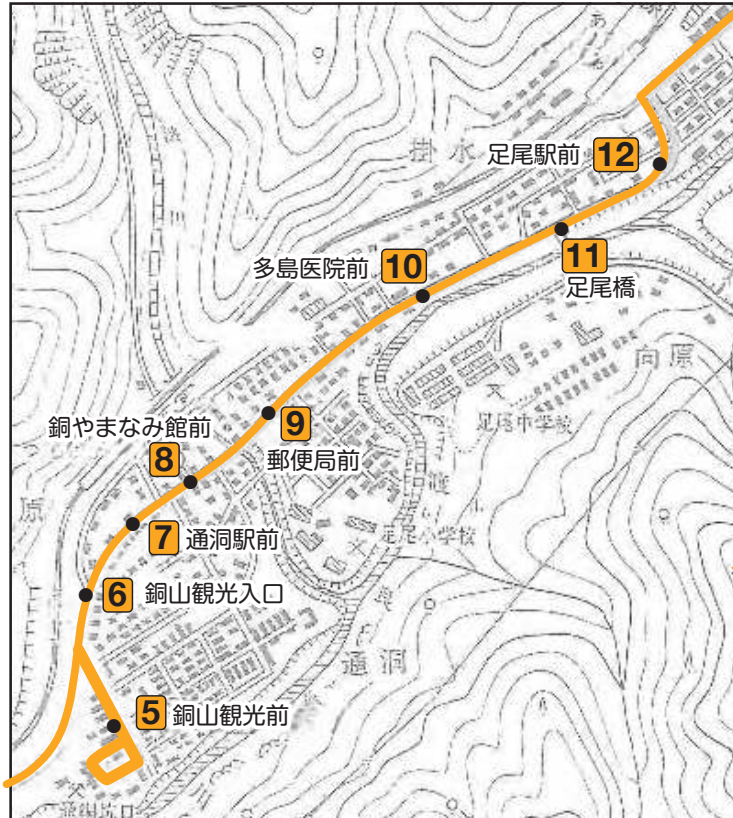 掛水
足尾駅前 12
11
足尾橋
多島医院前 10
向原
足尾中学校
9
郵便局前
銅やまなみ館前
8
足尾小学校
7 通洞駅前
原
6 銅山観光入口
通洞
5 銅山観光前